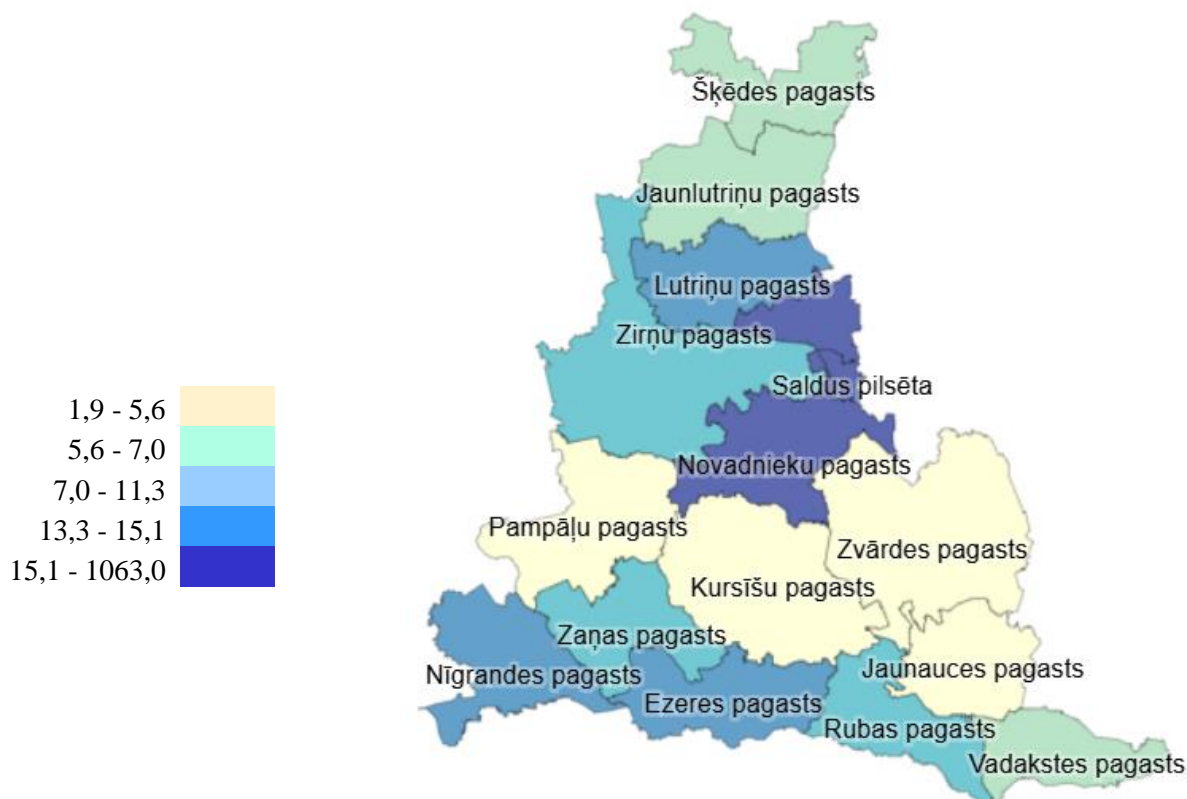 Šķēdes pagasts
Jaunlutriņu pagasts
Lutriņu pagasts
Zirņu pagasts
Saldus pilsēta
1,9 - 5,6
5,6 - 7,0
7,0 - 11,3
13,3 - 15,1
15,1 - 1063,0
Novadnieku pagasts
Pampāļu pagasts
Zvārdes pagasts
Kursīšu pagasts
Zaņas pagasts
Nīgrandes pagasts
Jaunauces pagasts
Ezeres pagasts
Rubas pagasts
Vadakstes pagasts